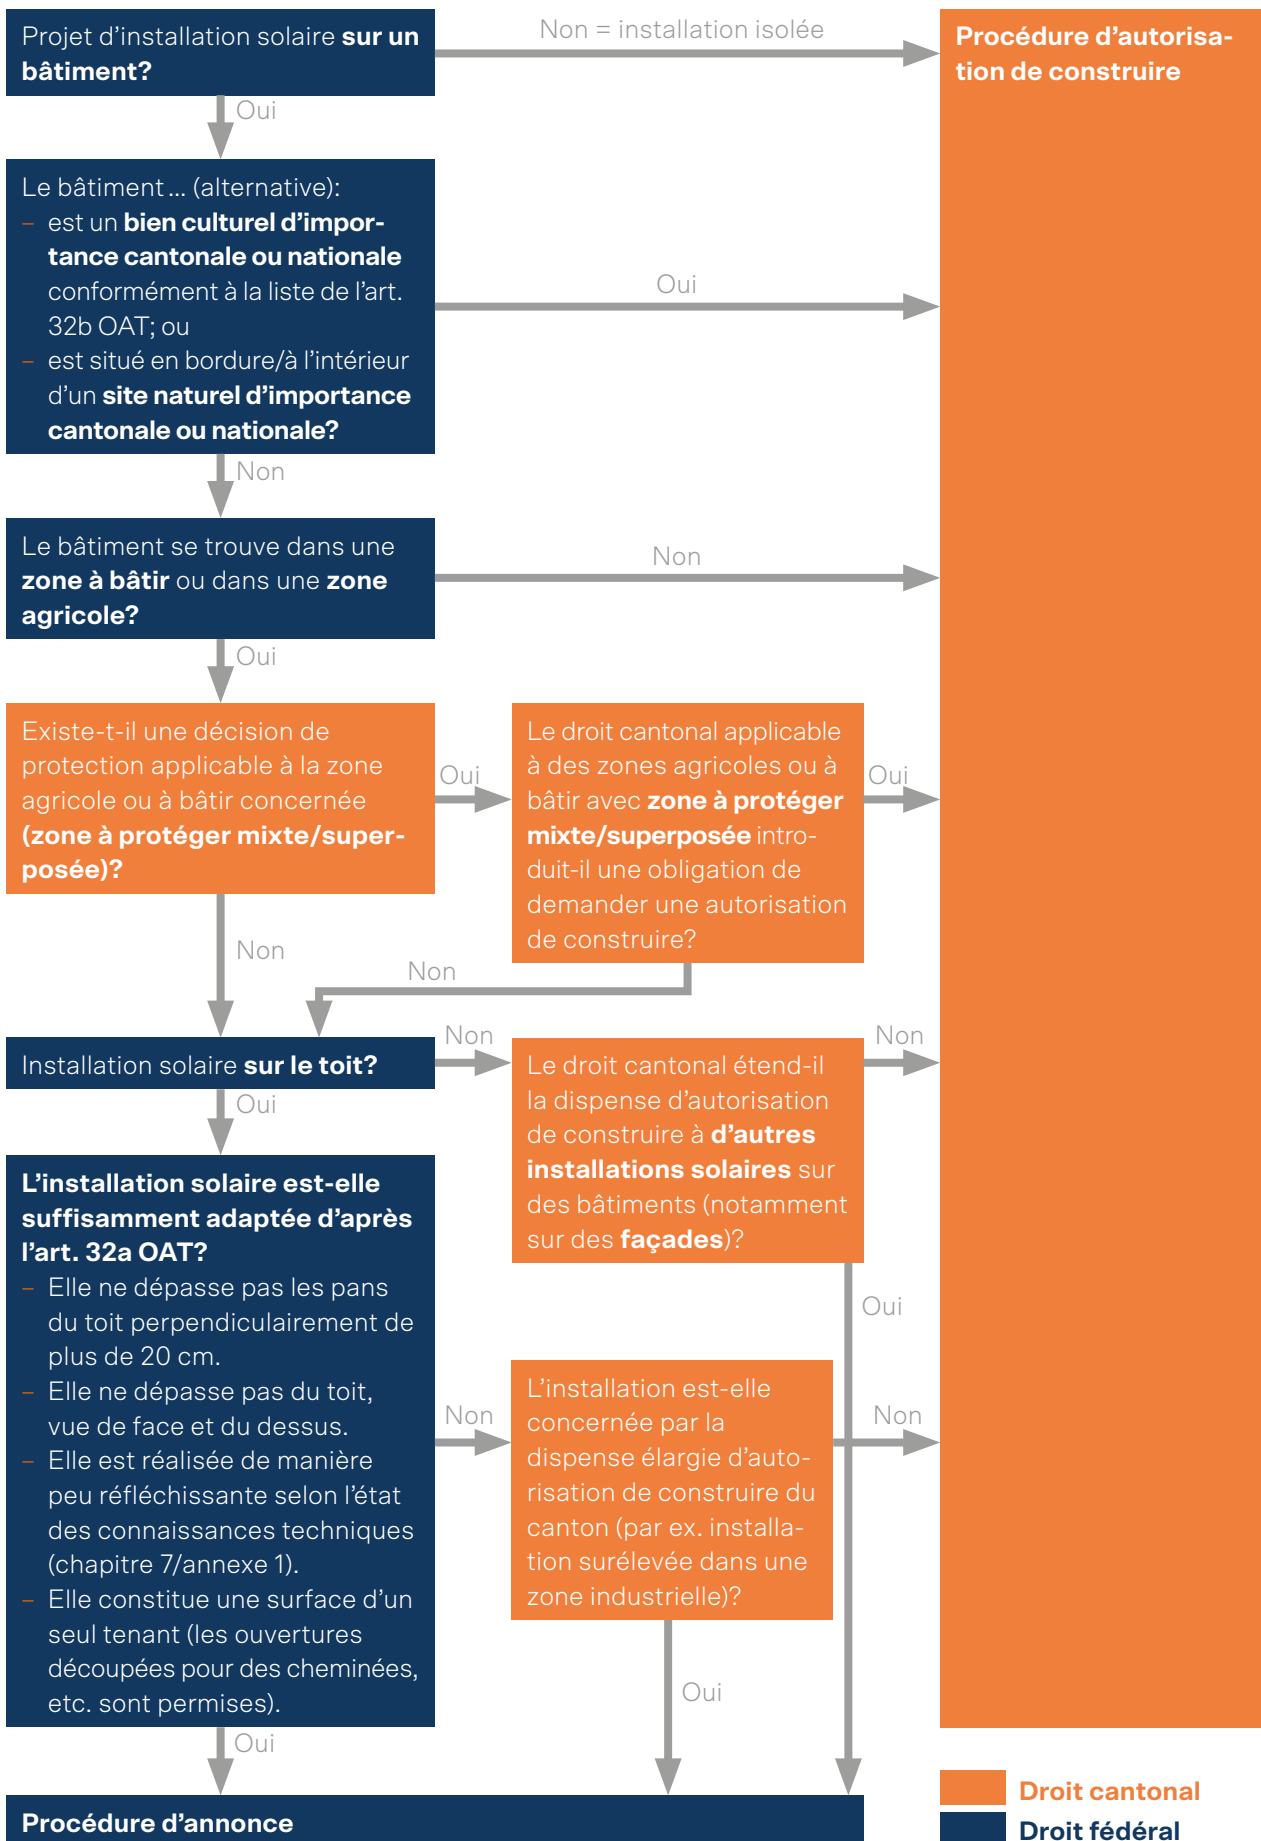 Projet d'installation solaire sur un
bâtiment?
Non = installation isolée
Procédure d'autorisa-
tion de construire
Oui
Le bâtiment ... (alternative):
– est un bien culturel d'impor-
tance cantonale ou nationale
conformément à la liste de l'art.
32b OAT; ou
– est situé en bordure/à l'intérieur
d'un site naturel d'importance
cantonale ou nationale?
Oui
Non
Le bâtiment se trouve dans une
zone à bâtir ou dans une zone
agricole?
Non
Oui
Existe-t-il une décision de
protection applicable à la zone
agricole ou à bâtir concernée
(zone à protéger mixte/super-
posée)?
Oui
Le droit cantonal applicable
à des zones agricoles ou à
bâtir avec zone à protéger
mixte/superposée intro-
duit-il une obligation de
demander une autorisation
de construire?
Oui
Non
Non
Installation solaire sur le toit?
Non
Le droit cantonal étend-il
la dispense d'autorisation
de construire à d'autres
installations solaires sur
des bâtiments (notamment
sur des façades)?
Non
Oui
Oui
L'installation solaire est-elle
suffisamment adaptée d'après
l'art. 32a OAT?
– Elle ne dépasse pas les pans
du toit perpendiculairement de
plus de 20 cm.
– Elle ne dépasse pas du toit,
vue de face et du dessus.
– Elle est réalisée de manière
peu réfléchissante selon l'état
des connaissances techniques
(chapitre 7/annexe 1).
– Elle constitue une surface d'un
seul tenant (les ouvertures
découpées pour des cheminées,
etc. sont permises).
Non
L'installation est-elle
concernée par la
dispense élargie d'auto-
risation de construire du
canton (par ex. installa-
tion surélevée dans une
zone industrielle)?
Non
Oui
Oui
Procédure d'annonce
Droit cantonal
Droit fédéral